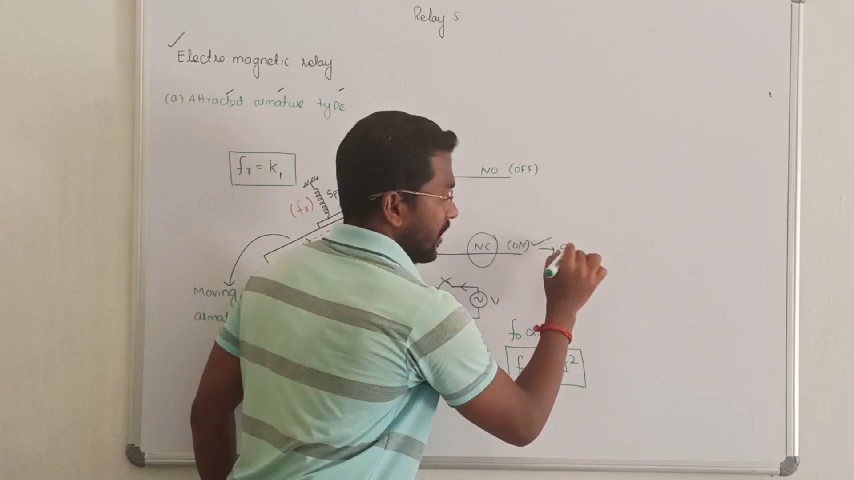 Relay s
Electro magnetic relay
(a) Attracted armature type
fr = K1
NO (OFF)
(fr)
NC (ON)
Moving
V